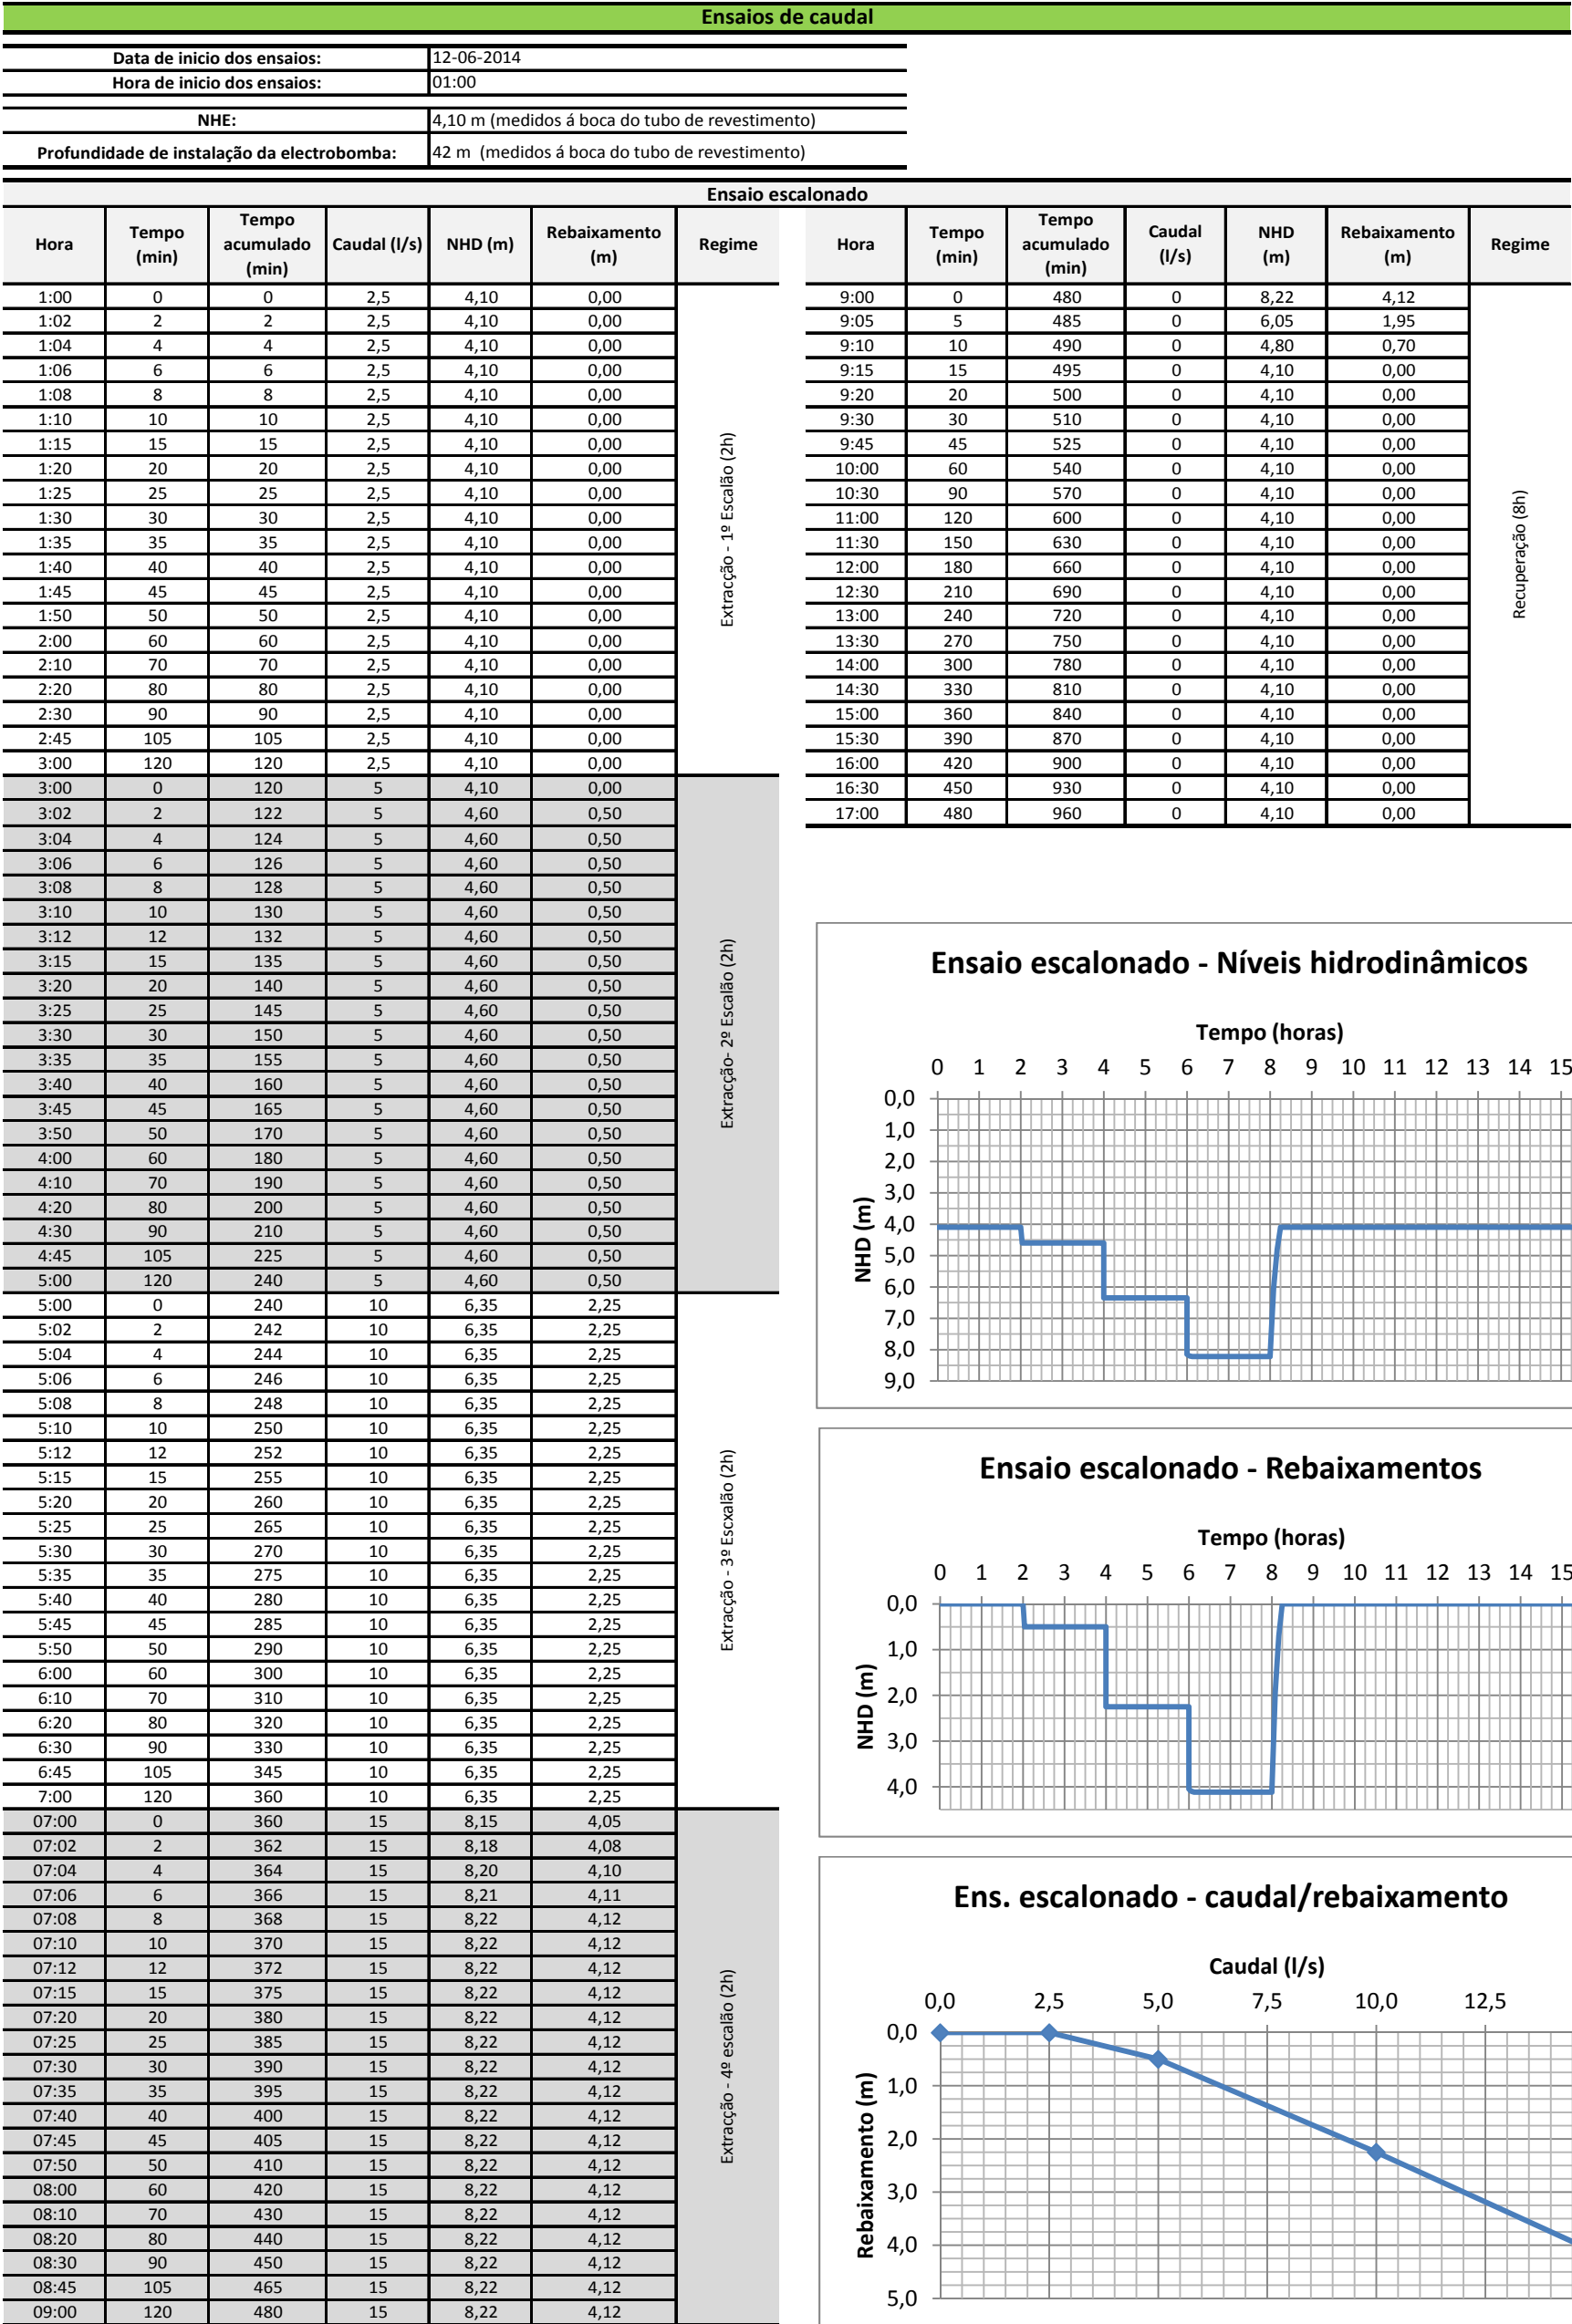 Ensaios de caudal
Data de inicio dos ensaios: 12-06-2014
Hora de inicio dos ensaios: 01:00
NHE: 4,10 m (medidos á boca do tubo de revestimento)
Profundidade de instalação da electrobomba: 42 m (medidos á boca do tubo de revestimento)
Ensaio escalonado
Hora Tempo (min) Tempo acumulado (min) Caudal (l/s) NHD (m) Rebaixamento (m) Regime
1:00 0 0 2,5 4,10 0,00
1:02 2 2 2,5 4,10 0,00
1:04 4 4 2,5 4,10 0,00
1:06 6 6 2,5 4,10 0,00
1:08 8 8 2,5 4,10 0,00
1:10 10 10 2,5 4,10 0,00
1:15 15 15 2,5 4,10 0,00
1:20 20 20 2,5 4,10 0,00
1:25 25 25 2,5 4,10 0,00
1:30 30 30 2,5 4,10 0,00
1:35 35 35 2,5 4,10 0,00
1:40 40 40 2,5 4,10 0,00
1:45 45 45 2,5 4,10 0,00
1:50 50 50 2,5 4,10 0,00
2:00 60 60 2,5 4,10 0,00
2:10 70 70 2,5 4,10 0,00
2:20 80 80 2,5 4,10 0,00
2:30 90 90 2,5 4,10 0,00
2:45 105 105 2,5 4,10 0,00
3:00 120 120 2,5 4,10 0,00
Extracção - 1º Escalão (2h)
3:00 0 120 5 4,10 0,00
3:02 2 122 5 4,60 0,50
3:04 4 124 5 4,60 0,50
3:06 6 126 5 4,60 0,50
3:08 8 128 5 4,60 0,50
3:10 10 130 5 4,60 0,50
3:12 12 132 5 4,60 0,50
3:15 15 135 5 4,60 0,50
3:20 20 140 5 4,60 0,50
3:25 25 145 5 4,60 0,50
3:30 30 150 5 4,60 0,50
3:35 35 155 5 4,60 0,50
3:40 40 160 5 4,60 0,50
3:45 45 165 5 4,60 0,50
3:50 50 170 5 4,60 0,50
4:00 60 180 5 4,60 0,50
4:10 70 190 5 4,60 0,50
4:20 80 200 5 4,60 0,50
4:30 90 210 5 4,60 0,50
4:45 105 225 5 4,60 0,50
5:00 120 240 5 4,60 0,50
Extracção- 2º Escalão (2h)
5:00 0 240 10 6,35 2,25
5:02 2 242 10 6,35 2,25
5:04 4 244 10 6,35 2,25
5:06 6 246 10 6,35 2,25
5:08 8 248 10 6,35 2,25
5:10 10 250 10 6,35 2,25
5:12 12 252 10 6,35 2,25
5:15 15 255 10 6,35 2,25
5:20 20 260 10 6,35 2,25
5:25 25 265 10 6,35 2,25
5:30 30 270 10 6,35 2,25
5:35 35 275 10 6,35 2,25
5:40 40 280 10 6,35 2,25
5:45 45 285 10 6,35 2,25
5:50 50 290 10 6,35 2,25
6:00 60 300 10 6,35 2,25
6:10 70 310 10 6,35 2,25
6:20 80 320 10 6,35 2,25
6:30 90 330 10 6,35 2,25
6:45 105 345 10 6,35 2,25
7:00 120 360 10 6,35 2,25
Extracção - 3º Escxalão (2h)
07:00 0 360 15 8,15 4,05
07:02 2 362 15 8,18 4,08
07:04 4 364 15 8,20 4,10
07:06 6 366 15 8,21 4,11
07:08 8 368 15 8,22 4,12
07:10 10 370 15 8,22 4,12
07:12 12 372 15 8,22 4,12
07:15 15 375 15 8,22 4,12
07:20 20 380 15 8,22 4,12
07:25 25 385 15 8,22 4,12
07:30 30 390 15 8,22 4,12
07:35 35 395 15 8,22 4,12
07:40 40 400 15 8,22 4,12
07:45 45 405 15 8,22 4,12
07:50 50 410 15 8,22 4,12
08:00 60 420 15 8,22 4,12
08:10 70 430 15 8,22 4,12
08:20 80 440 15 8,22 4,12
08:30 90 450 15 8,22 4,12
08:45 105 465 15 8,22 4,12
09:00 120 480 15 8,22 4,12
Extracção - 4º escalão (2h)
Hora Tempo (min) Tempo acumulado (min) Caudal (l/s) NHD (m) Rebaixamento (m) Regime
9:00 0 480 0 8,22 4,12
9:05 5 485 0 6,05 1,95
9:10 10 490 0 4,80 0,70
9:15 15 495 0 4,10 0,00
9:20 20 500 0 4,10 0,00
9:30 30 510 0 4,10 0,00
9:45 45 525 0 4,10 0,00
10:00 60 540 0 4,10 0,00
10:30 90 570 0 4,10 0,00
11:00 120 600 0 4,10 0,00
11:30 150 630 0 4,10 0,00
12:00 180 660 0 4,10 0,00
12:30 210 690 0 4,10 0,00
13:00 240 720 0 4,10 0,00
13:30 270 750 0 4,10 0,00
14:00 300 780 0 4,10 0,00
14:30 330 810 0 4,10 0,00
15:00 360 840 0 4,10 0,00
15:30 390 870 0 4,10 0,00
16:00 420 900 0 4,10 0,00
16:30 450 930 0 4,10 0,00
17:00 480 960 0 4,10 0,00
Recuperação (8h)
Ensaio escalonado - Níveis hidrodinâmicos
Tempo (horas)
0 1 2 3 4 5 6 7 8 9 10 11 12 13 14 15
0,0
1,0
2,0
3,0
4,0
5,0
6,0
7,0
8,0
9,0
NHD (m)
Ensaio escalonado - Rebaixamentos
Tempo (horas)
0 1 2 3 4 5 6 7 8 9 10 11 12 13 14 15
0,0
1,0
2,0
3,0
4,0
NHD (m)
Ens. escalonado - caudal/rebaixamento
Caudal (l/s)
0,0 2,5 5,0 7,5 10,0 12,5
0,0
1,0
2,0
3,0
4,0
5,0
Rebaixamento (m)